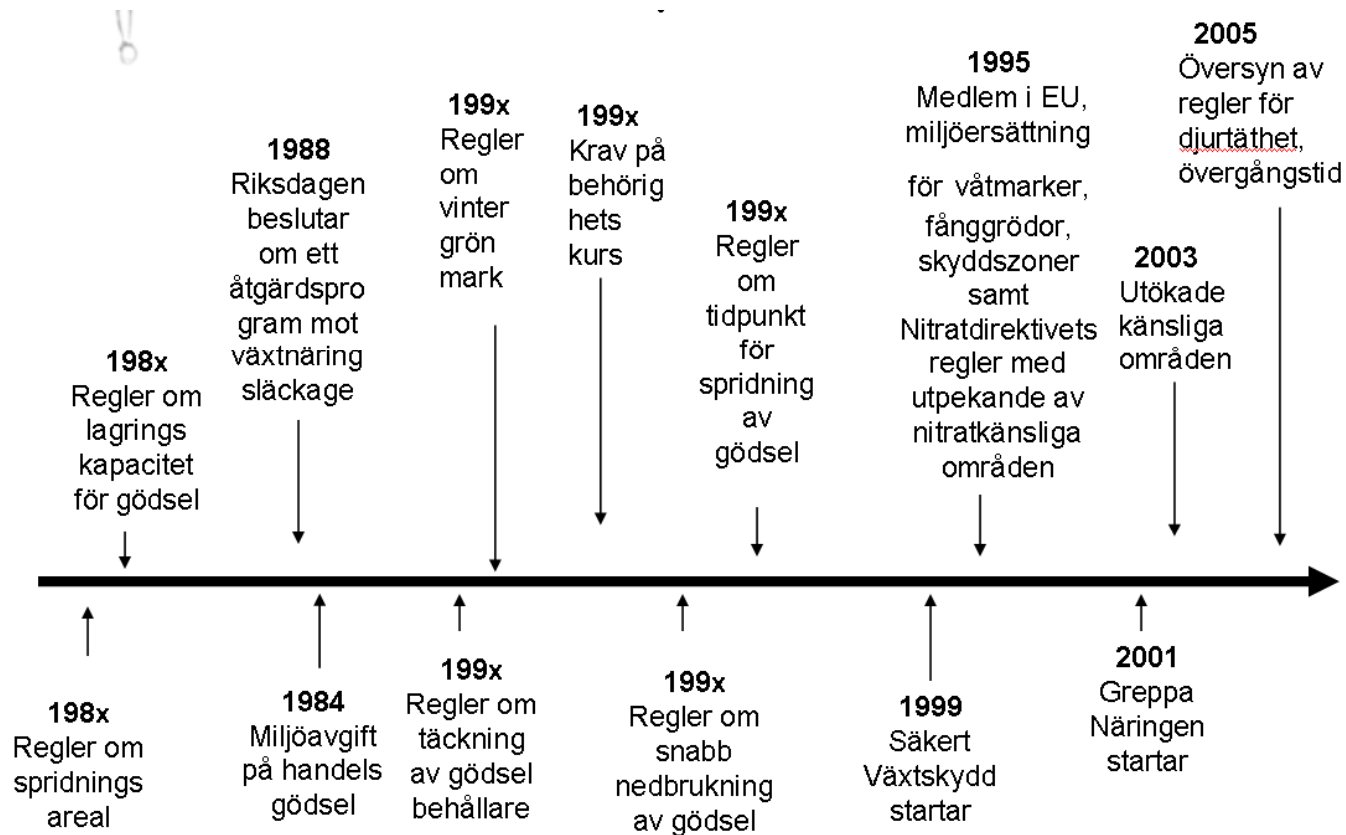 198x
Regler om
lagrings
kapacitet
för gödsel
1988
Riksdagen
beslutar
om ett
åtgärdspro
gram mot
växtnäring
släckage
199x
Regler
om
vinter
grön
mark
199x
Krav på
behörig
hets
kurs
199x
Regler
om
tidpunkt
för
spridning
av
gödsel
1995
Medlem i EU,
miljöersättning
för våtmarker,
fånggrödor,
skyddszoner
samt
Nitratdirektivets
regler med
utpekande av
nitratkänsliga
områden
2003
Utökade
känsliga
områden
2005
Översyn av
regler för
djurtäthet,
övergångstid
198x
Regler om
spridnings
areal
1984
Miljöavgift
på handels
gödsel
199x
Regler om
täckning
av gödsel
behållare
199x
Regler om
snabb
nedbrukning
av gödsel
1999
Säkert
Växtskydd
startar
2001
Greppa
Näringen
startar